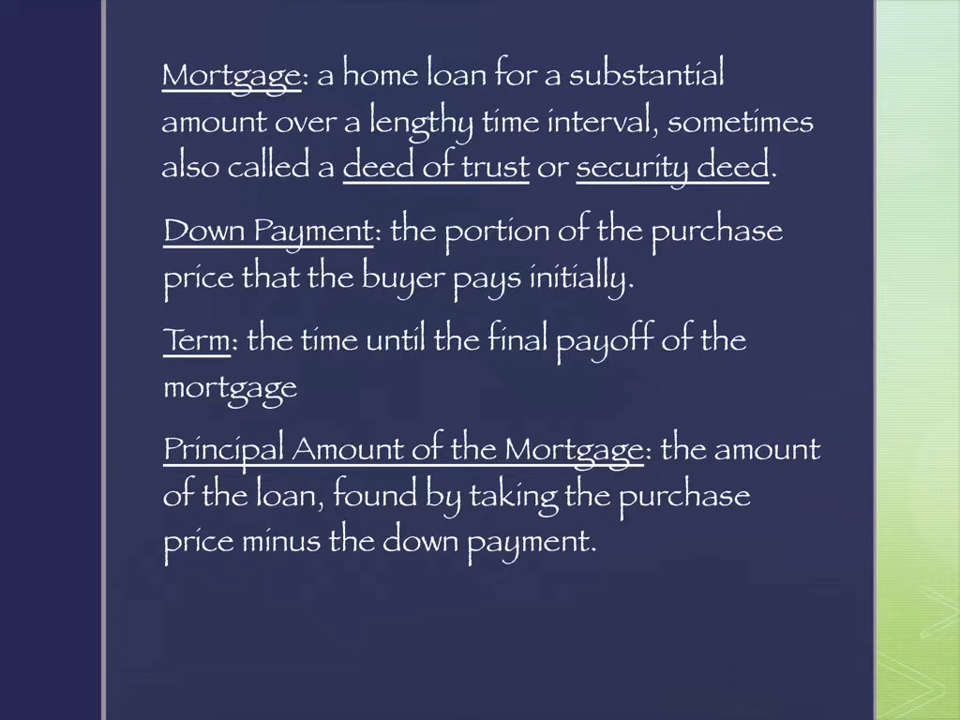 Mortgage: a home loan for a substantial
amount over a lengthy time interval, sometimes
also called a deed of trust or security deed.
Down Payment: the portion of the purchase
price that the buyer pays initially.
Term: the time until the final payoff of the
mortgage
Principal Amount of the Mortgage: the amount
of the loan, found by taking the purchase
price minus the down payment.